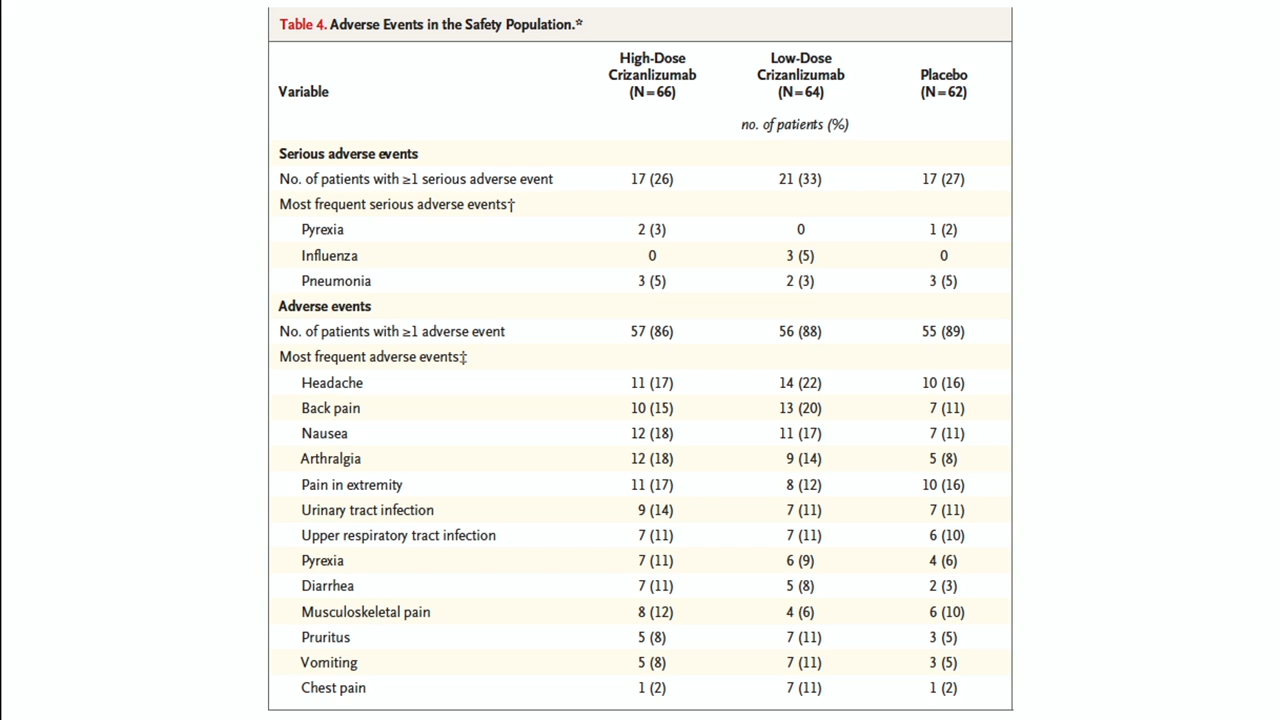 Table 4. Adverse Events in the Safety Population.*
Variable High-Dose Crizanlizumab (N=66) Low-Dose Crizanlizumab (N=64) Placebo (N=62)
no. of patients (%)
Serious adverse events
No. of patients with ≥1 serious adverse event 17 (26) 21 (33) 17 (27)
Most frequent serious adverse events†
Pyrexia 2 (3) 0 1 (2)
Influenza 0 3 (5) 0
Pneumonia 3 (5) 2 (3) 3 (5)
Adverse events
No. of patients with ≥1 adverse event 57 (86) 56 (88) 55 (89)
Most frequent adverse events‡
Headache 11 (17) 14 (22) 10 (16)
Back pain 10 (15) 13 (20) 7 (11)
Nausea 12 (18) 11 (17) 7 (11)
Arthralgia 12 (18) 9 (14) 5 (8)
Pain in extremity 11 (17) 8 (12) 10 (16)
Urinary tract infection 9 (14) 7 (11) 7 (11)
Upper respiratory tract infection 7 (11) 7 (11) 6 (10)
Pyrexia 7 (11) 6 (9) 4 (6)
Diarrhea 7 (11) 5 (8) 2 (3)
Musculoskeletal pain 8 (12) 4 (6) 6 (10)
Pruritus 5 (8) 7 (11) 3 (5)
Vomiting 5 (8) 7 (11) 3 (5)
Chest pain 1 (2) 7 (11) 1 (2)